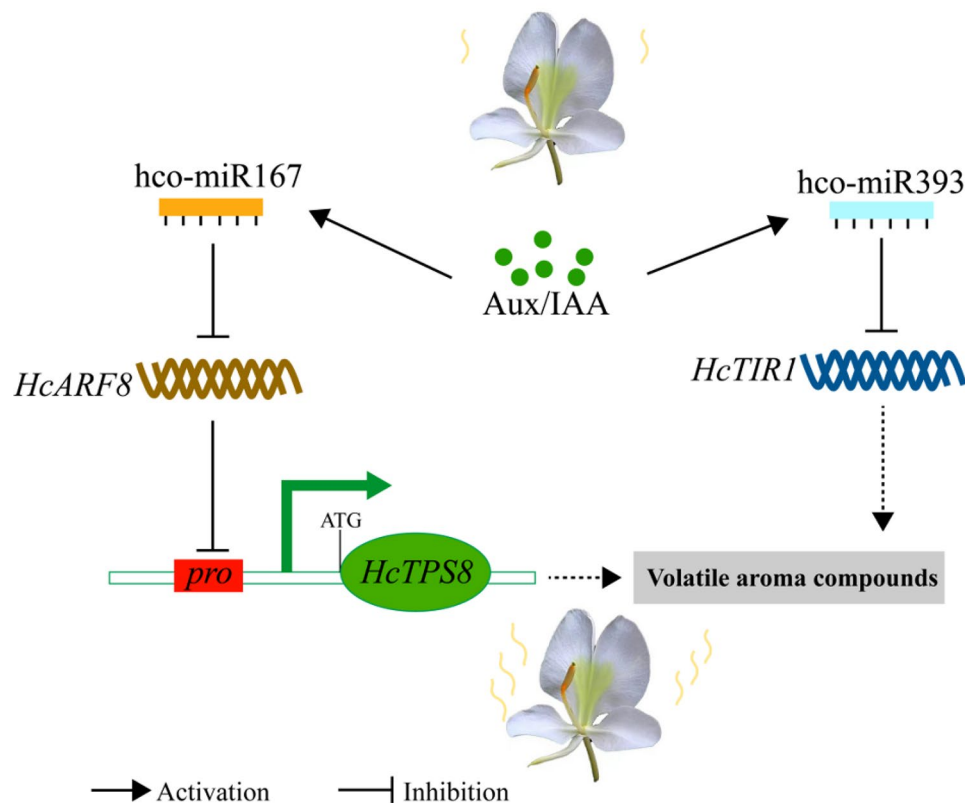 hco-miR167
hco-miR393
Aux/IAA
HcARF8
HcTIR1
ATG
pro
HcTPS8
Volatile aroma compounds
Activation
Inhibition